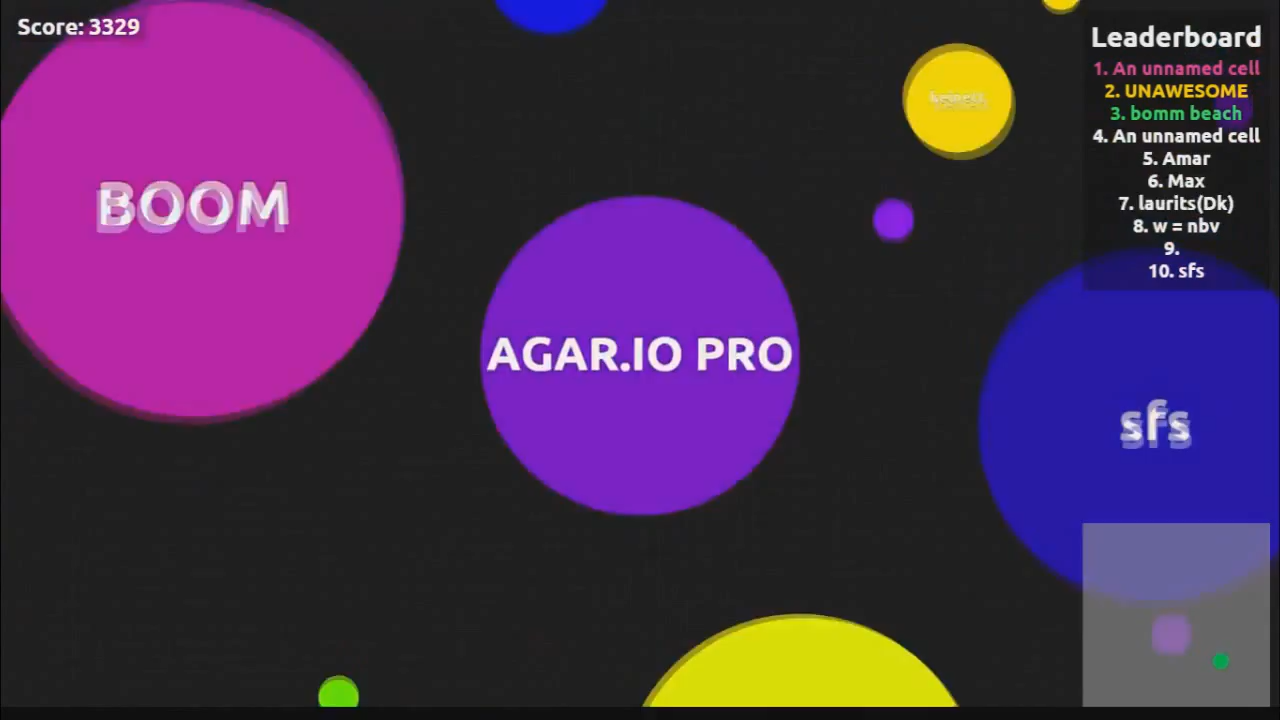 Score: 3329
Leaderboard
1. An unnamed cell
2. UNAWESOME
3. bomm beach
4. An unnamed cell
5. Amar
6. Max
7. laurits(Dk)
8. w = nbv
9.
10. sfs
BOOM
AGAR.IO PRO
sfs